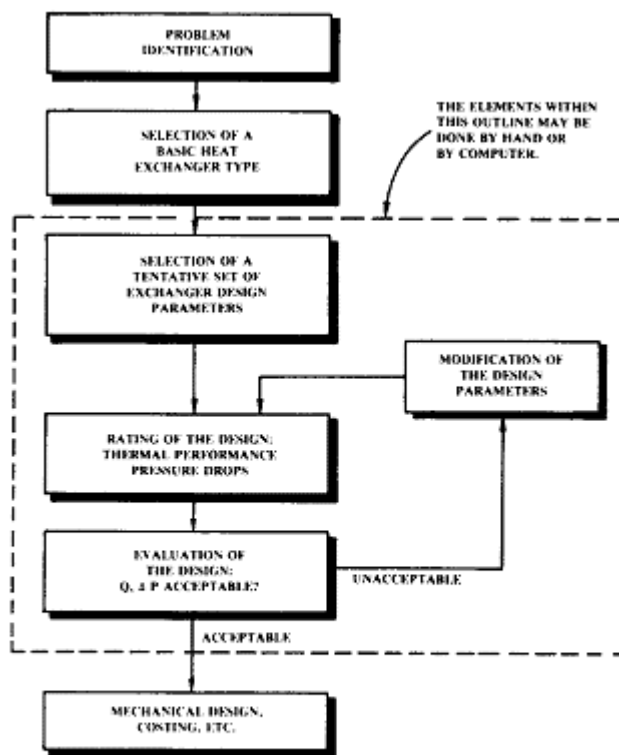 PROBLEM
IDENTIFICATION
SELECTION OF A
BASIC HEAT
EXCHANGER TYPE
THE ELEMENTS WITHIN
THIS OUTLINE MAY BE
DONE BY HAND OR
BY COMPUTER.
SELECTION OF A
TENTATIVE SET OF
EXCHANGER DESIGN
PARAMETERS
MODIFICATION OF
THE DESIGN
PARAMETERS
RATING OF THE DESIGN:
THERMAL PERFORMANCE
PRESSURE DROPS
EVALUATION OF
THE DESIGN:
Q, Δ P ACCEPTABLE?
UNACCEPTABLE
ACCEPTABLE
MECHANICAL DESIGN,
COSTING, ETC.